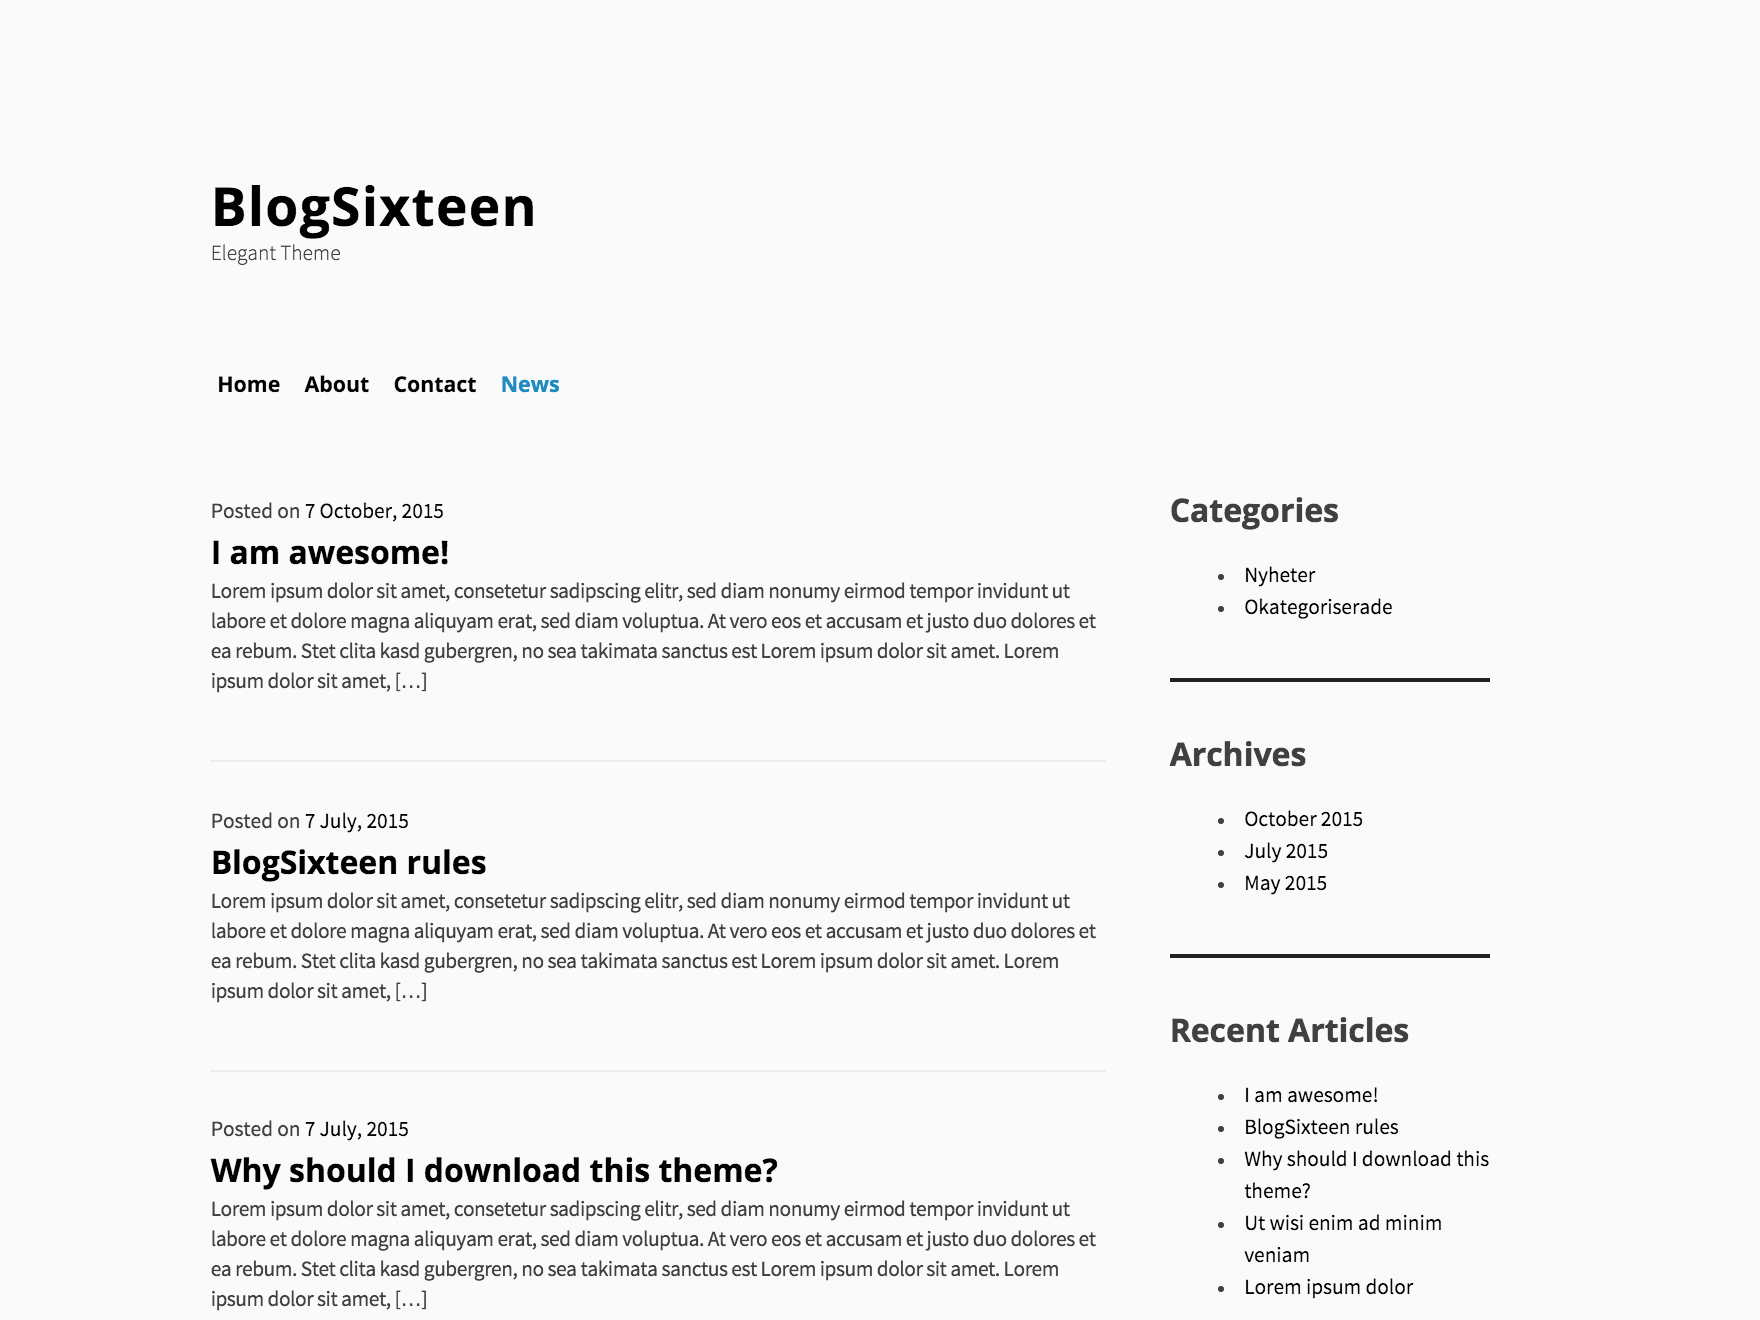 BlogSixteen
Elegant Theme
Home About Contact News
Posted on 7 October, 2015
I am awesome!
Lorem ipsum dolor sit amet, consetetur sadipscing elitr, sed diam nonumy eirmod tempor invidunt ut
labore et dolore magna aliquyam erat, sed diam voluptua. At vero eos et accusam et justo duo dolores et
ea rebum. Stet clita kasd gubergren, no sea takimata sanctus est Lorem ipsum dolor sit amet. Lorem
ipsum dolor sit amet, […]
Posted on 7 July, 2015
BlogSixteen rules
Lorem ipsum dolor sit amet, consetetur sadipscing elitr, sed diam nonumy eirmod tempor invidunt ut
labore et dolore magna aliquyam erat, sed diam voluptua. At vero eos et accusam et justo duo dolores et
ea rebum. Stet clita kasd gubergren, no sea takimata sanctus est Lorem ipsum dolor sit amet. Lorem
ipsum dolor sit amet, […]
Posted on 7 July, 2015
Why should I download this theme?
Lorem ipsum dolor sit amet, consetetur sadipscing elitr, sed diam nonumy eirmod tempor invidunt ut
labore et dolore magna aliquyam erat, sed diam voluptua. At vero eos et accusam et justo duo dolores et
ea rebum. Stet clita kasd gubergren, no sea takimata sanctus est Lorem ipsum dolor sit amet. Lorem
ipsum dolor sit amet, […]
Categories
Nyheter
Okategoriserade
Archives
October 2015
July 2015
May 2015
Recent Articles
I am awesome!
BlogSixteen rules
Why should I download this
theme?
Ut wisi enim ad minim
veniam
Lorem ipsum dolor